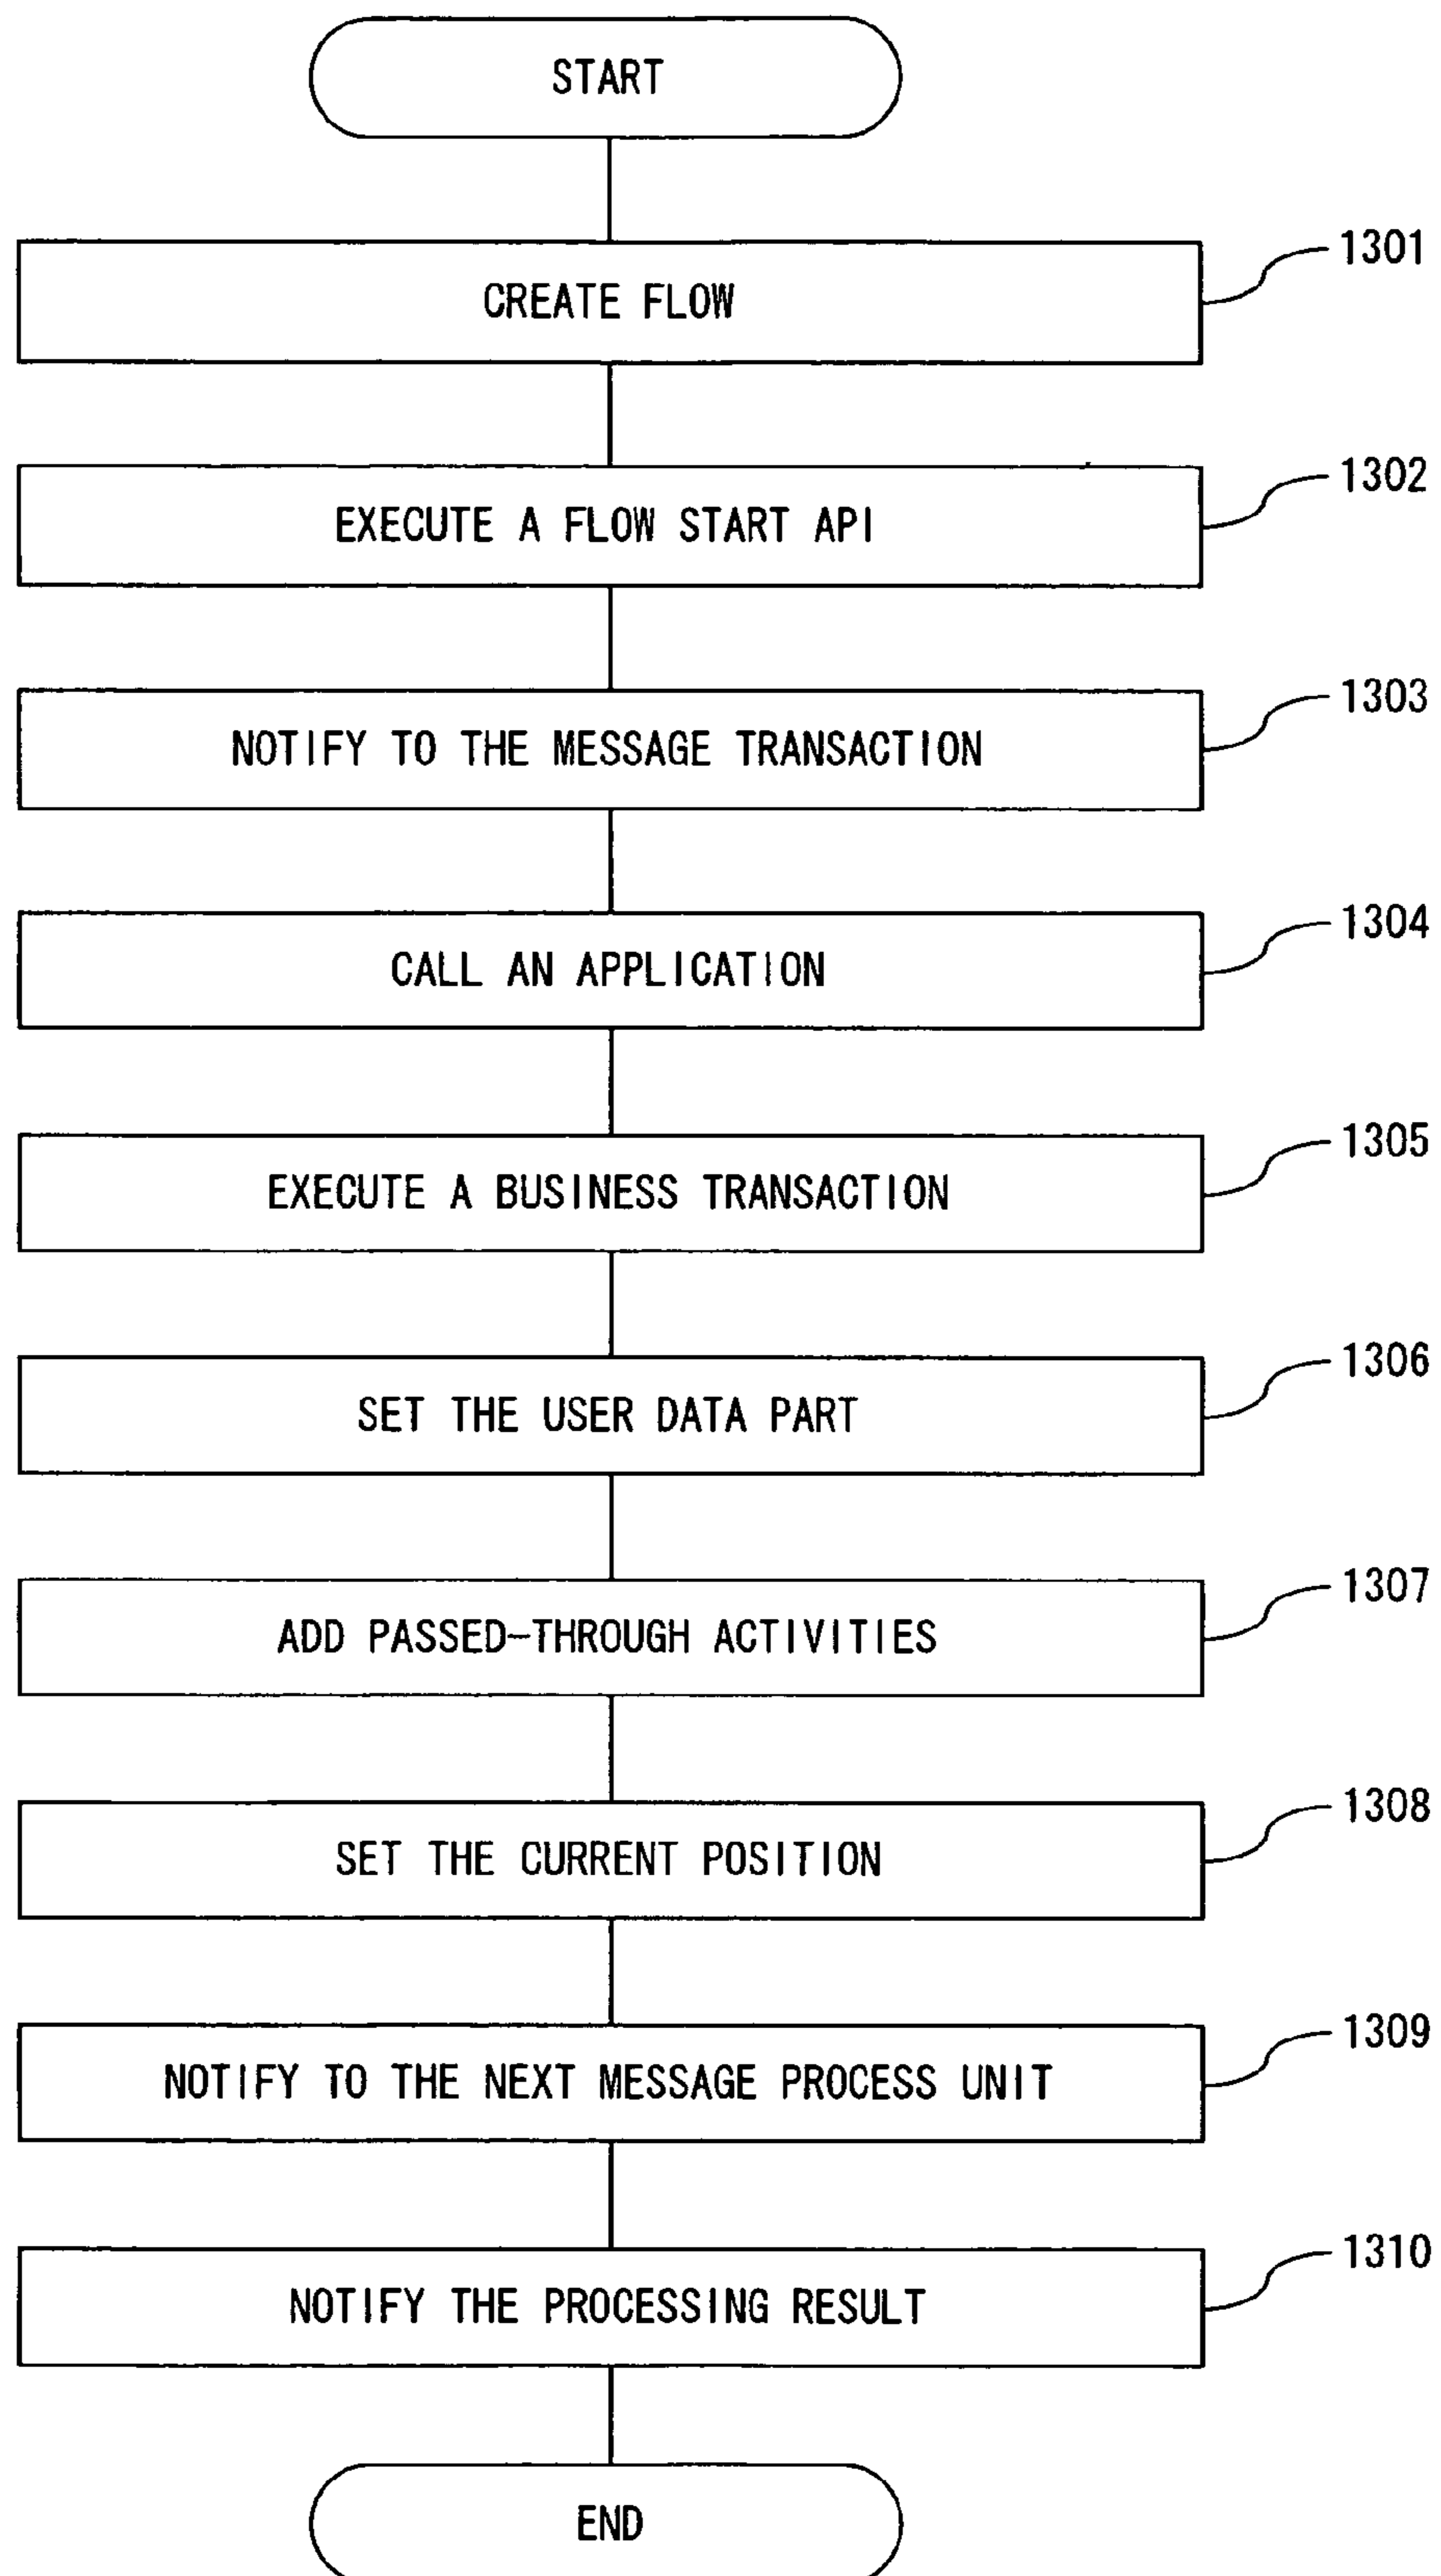 START
CREATE FLOW
1301
EXECUTE A FLOW START API
1302
NOTIFY TO THE MESSAGE TRANSACTION
1303
CALL AN APPLICATION
1304
EXECUTE A BUSINESS TRANSACTION
1305
SET THE USER DATA PART
1306
ADD PASSED-THROUGH ACTIVITIES
1307
SET THE CURRENT POSITION
1308
NOTIFY TO THE NEXT MESSAGE PROCESS UNIT
1309
NOTIFY THE PROCESSING RESULT
1310
END